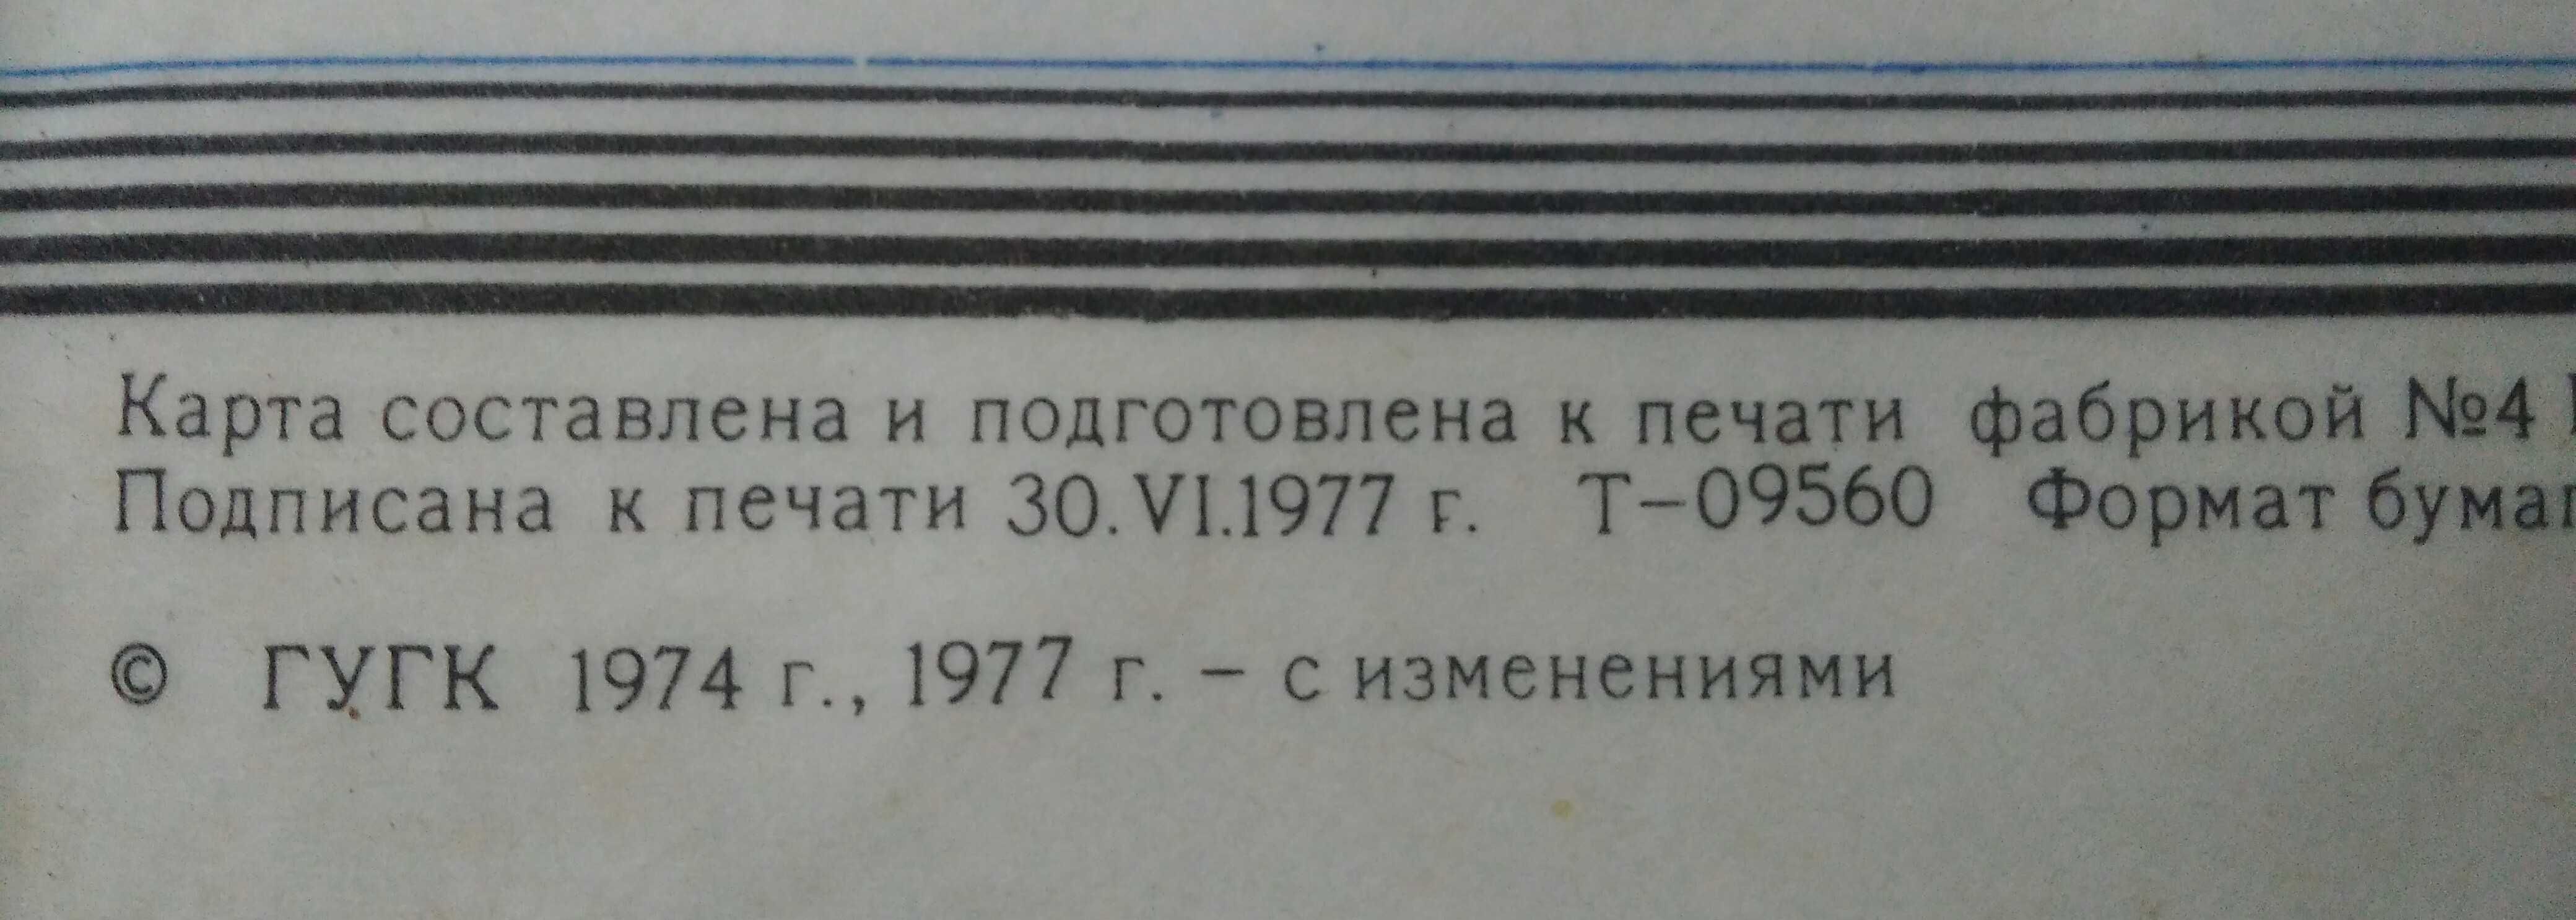 Карта составлена и подготовлена к печати фабрикой №4
Подписана к печати 30.VI.1977 г. Т-09560 Формат
© ГУГК 1974 г., 1977 г. - с изменениями